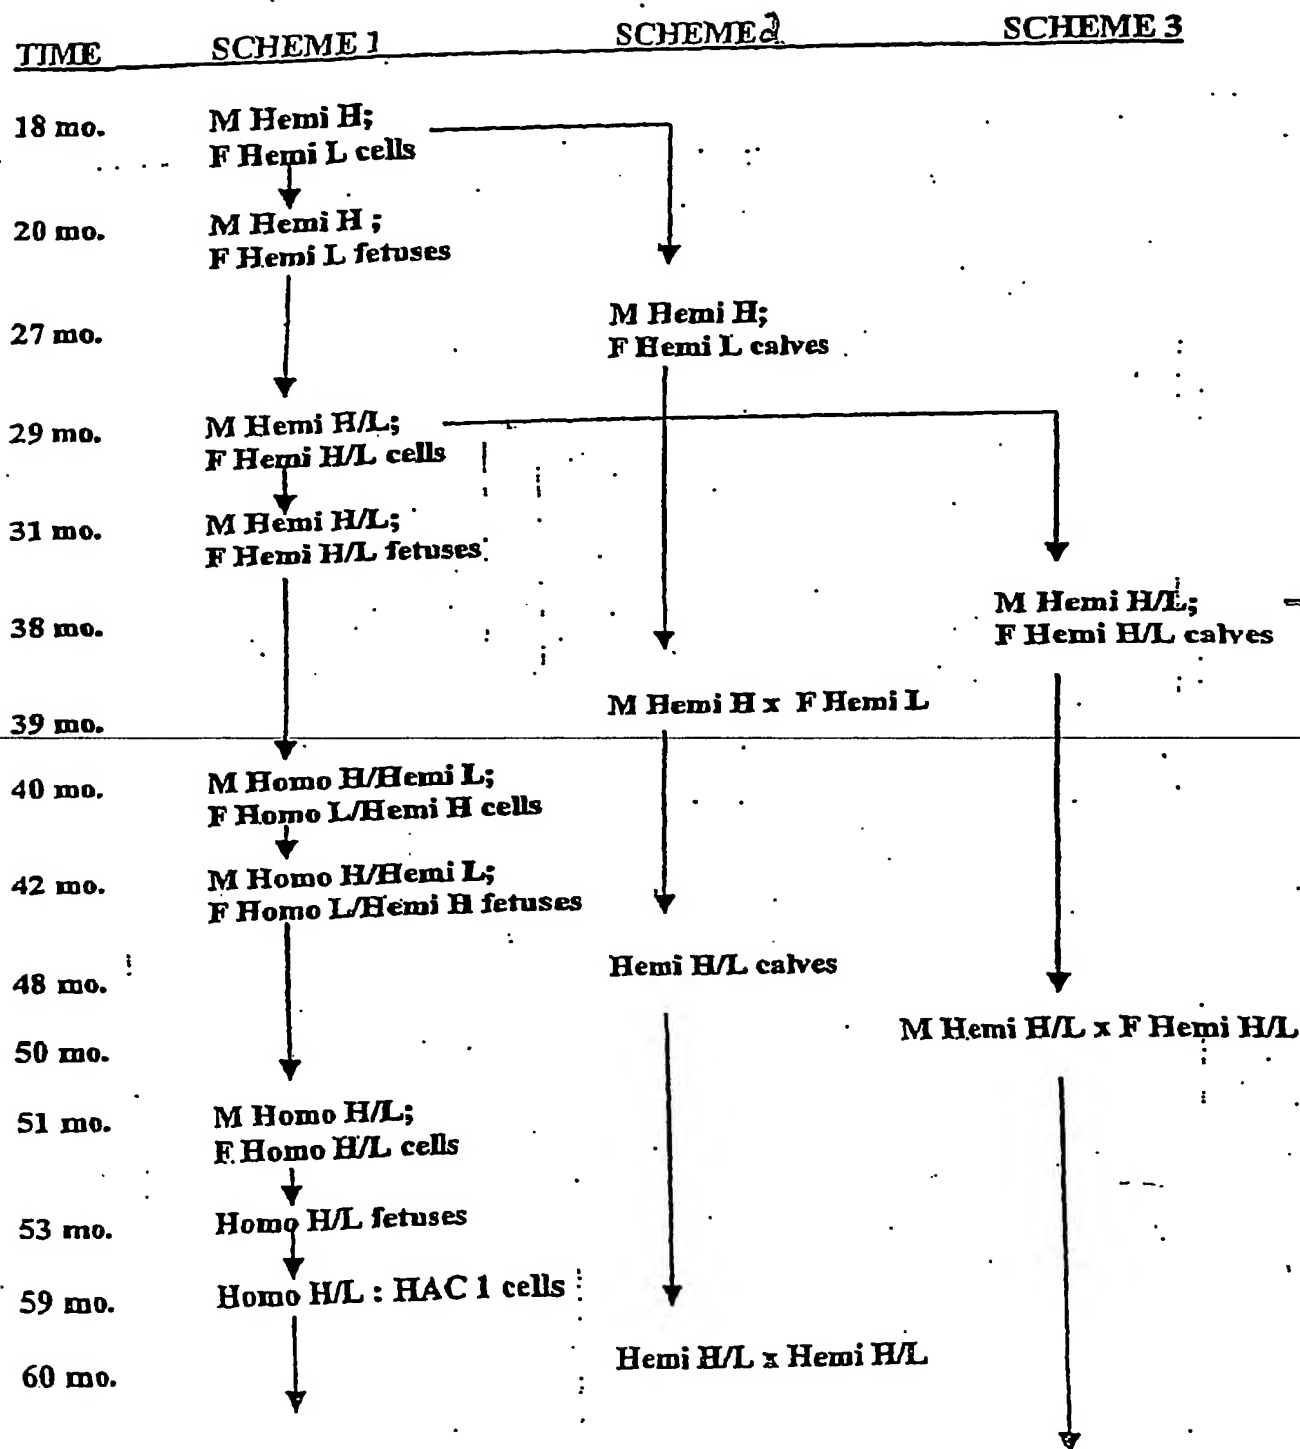 TIME SCHEME 1 SCHEME 2 SCHEME 3
18 mo. M Hemi H;
F Hemi L cells
20 mo. M Hemi H ;
F Hemi L fetuses
27 mo. M Hemi H;
F Hemi L calves
29 mo. M Hemi H/L;
F Hemi H/L cells
31 mo. M Hemi H/L;
F Hemi H/L fetuses
38 mo. M Hemi H/L;
F Hemi H/L calves
39 mo. M Hemi H x F Hemi L
40 mo. M Homo H/Hemi L;
F Homo L/Hemi H cells
42 mo. M Homo H/Hemi L;
F Homo L/Hemi H fetuses
48 mo. Hemi H/L calves
50 mo. M Hemi H/L x F Hemi H/L
51 mo. M Homo H/L;
F Homo H/L cells
53 mo. Homo H/L fetuses
59 mo. Homo H/L : HAC 1 cells
60 mo. Hemi H/L x Hemi H/L